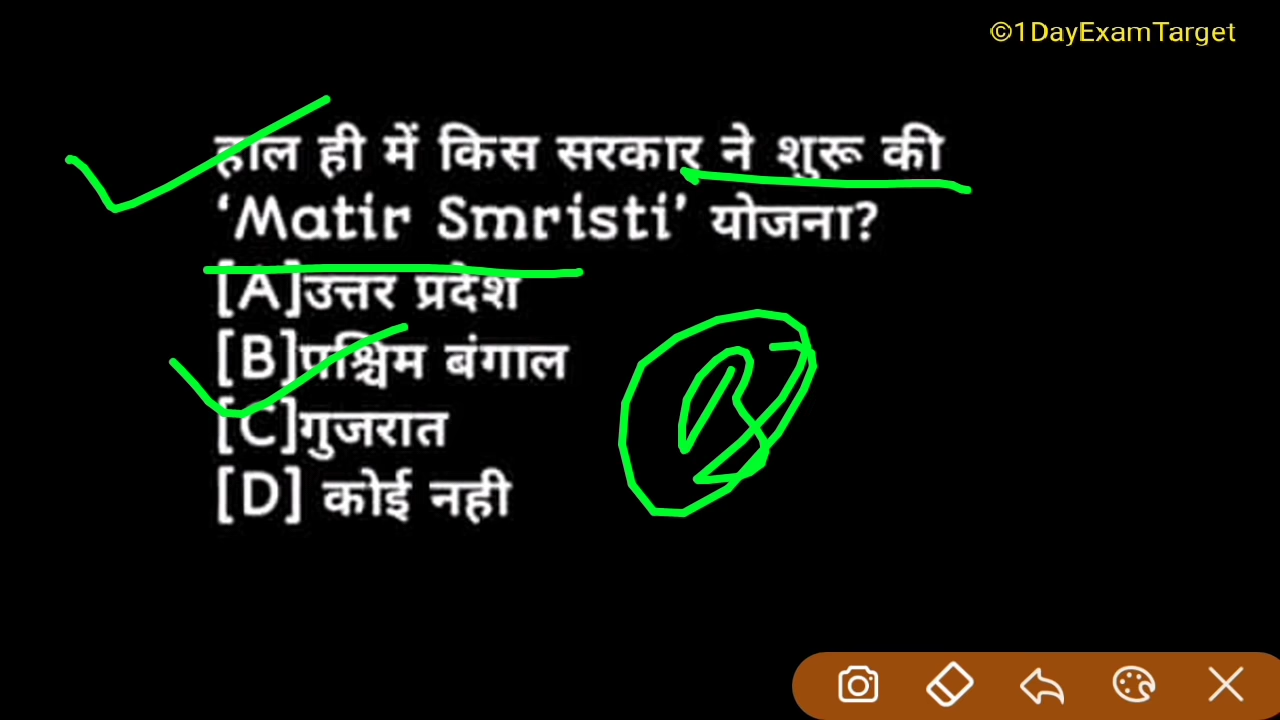 ©1DayExamTarget
हाल ही में किस सरकार ने शुरू की
‘Matir Smristi’ योजना?
[A]उत्तर प्रदेश
[B]पश्चिम बंगाल
[C]गुजरात
[D] कोई नही
B